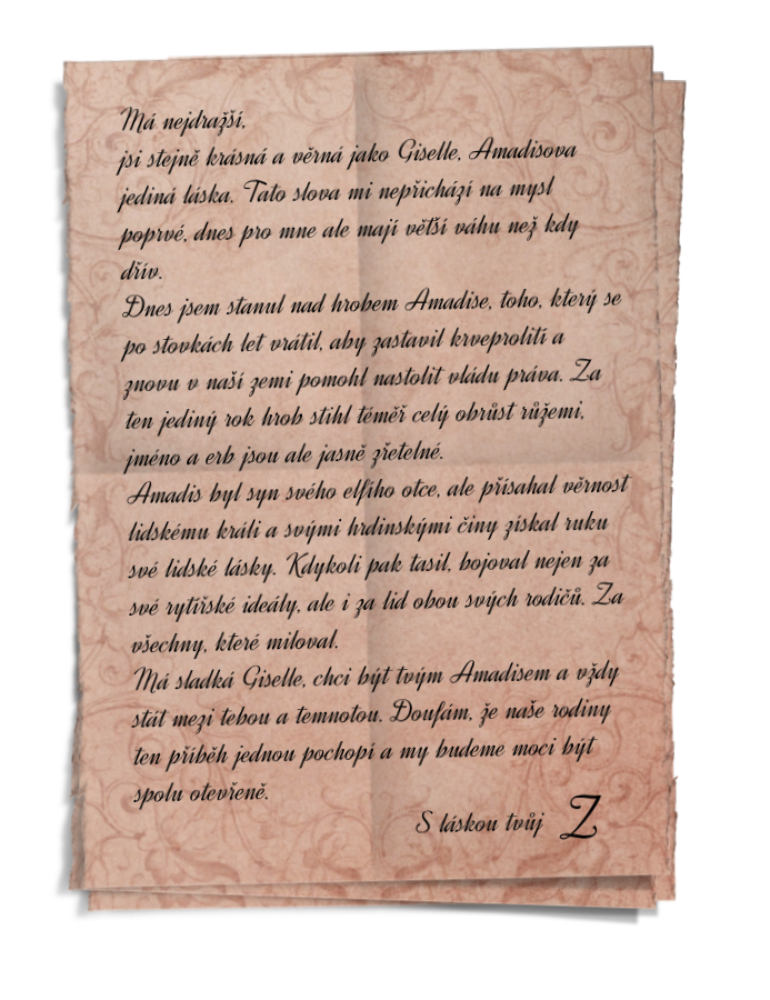 Má nejdražší,
jsi stejně krásná a věrná jako Giselle, Amadisova
jediná láska. Tato slova mi nepřichází na mysl
poprvé, dnes pro mne ale mají větší váhu než kdy
dřív.
Dnes jsem stanul nad hrobem Amadise, toho, který se
po stovkách let vrátil, aby zastavil krveprolití a
znovu v naší zemi pomohl nastolit vládu práva. Za
ten jediný rok hrob stihl téměř celý obrůst růžemi,
jméno a erb jsou ale jasně zřetelné.
Amadis byl syn svého elfího otce, ale přísahal věrnost
lidskému králi a svými hrdinskými činy získal ruku
své lidské lásky. Kdykoli pak tasil, bojoval nejen za
své rytířské ideály, ale i za lid obou svých rodičů. Za
všechny, které miloval.
Má sladká Giselle, chci být tvým Amadisem a vždy
stát mezi tebou a temnotou. Doufám, že naše rodiny
ten příběh jednou pochopí a my budeme moci být
spolu otevřeně.
S láskou tvůj Z